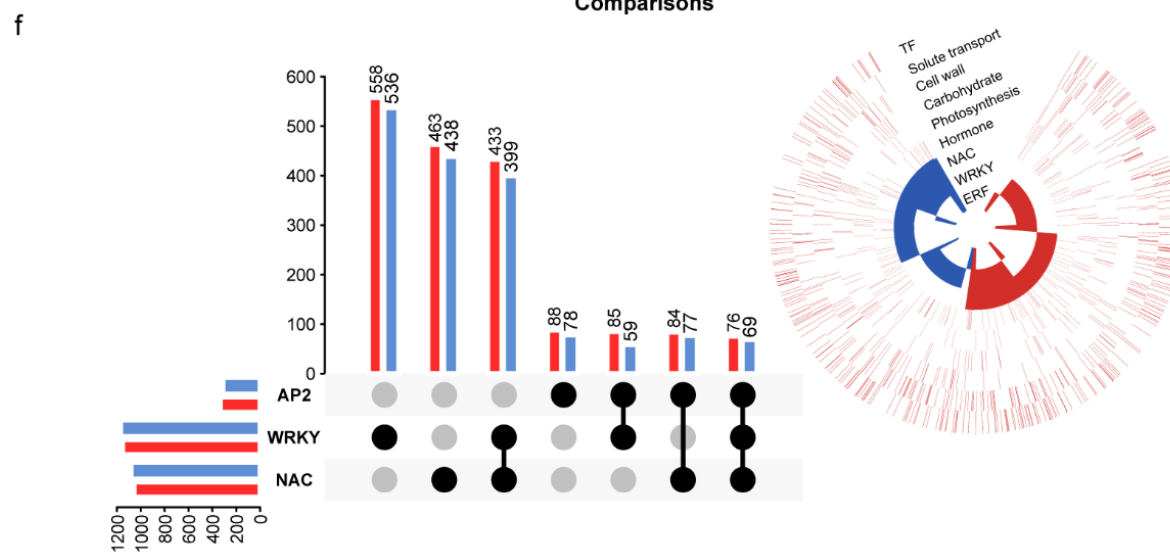 Comparisons
f
600
500
400
300
200
100
0
558
536
463
438
433
399
88
78
85
59
84
77
76
69
AP2
WRKY
NAC
1200
1000
800
600
400
200
0
TF
Solute transport
Cell wall
Carbohydrate
Photosynthesis
Hormone
NAC
WRKY
ERF